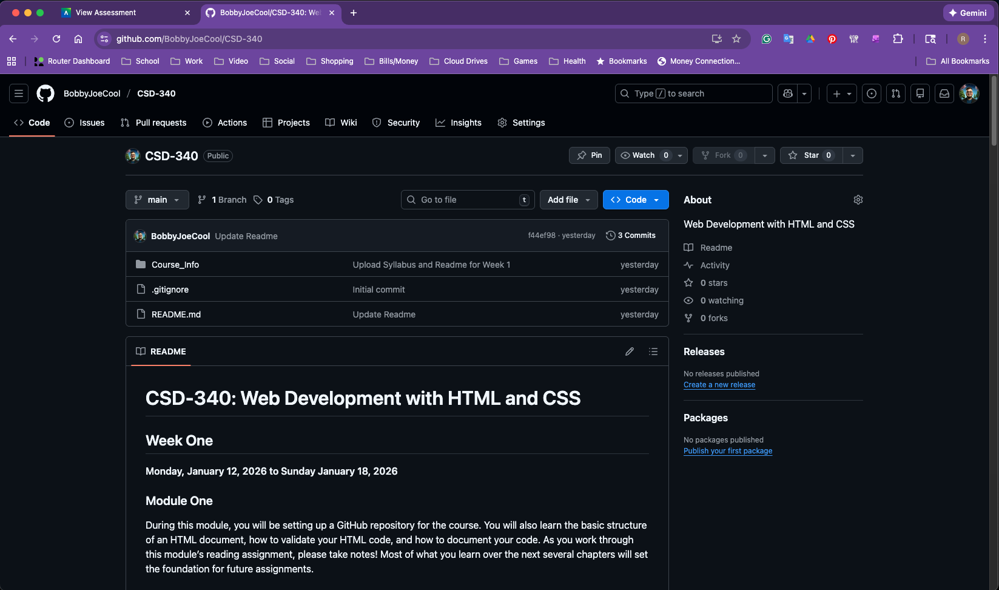 View Assessment
BobbyJoeCool/CSD-340: We
Gemini
github.com/BobbyJoeCool/CSD-340
R
Router Dashboard School Work Video Social Shopping Bills/Money Cloud Drives Games Health Bookmarks Money Connection... All Bookmarks
BobbyJoeCool / CSD-340
Type / to search
Code Issues Pull requests Actions Projects Wiki Security Insights Settings
CSD-340 Public
Pin Watch 0 Fork 0 Star 0
main 1 Branch 0 Tags
Go to file t Add file Code
BobbyJoeCool Update Readme f44ef98 · yesterday 3 Commits
Course_Info Upload Syllabus and Readme for Week 1 yesterday
.gitignore Initial commit yesterday
README.md Update Readme yesterday
README
CSD-340: Web Development with HTML and CSS
Week One
Monday, January 12, 2026 to Sunday January 18, 2026
Module One
During this module, you will be setting up a GitHub repository for the course. You will also learn the basic structure
of an HTML document, how to validate your HTML code, and how to document your code. As you work through
this module’s reading assignment, please take notes! Most of what you learn over the next several chapters will set
the foundation for future assignments.
About
Web Development with HTML and CSS
Readme
Activity
0 stars
0 watching
0 forks
Releases
No releases published
Create a new release
Packages
No packages published
Publish your first package